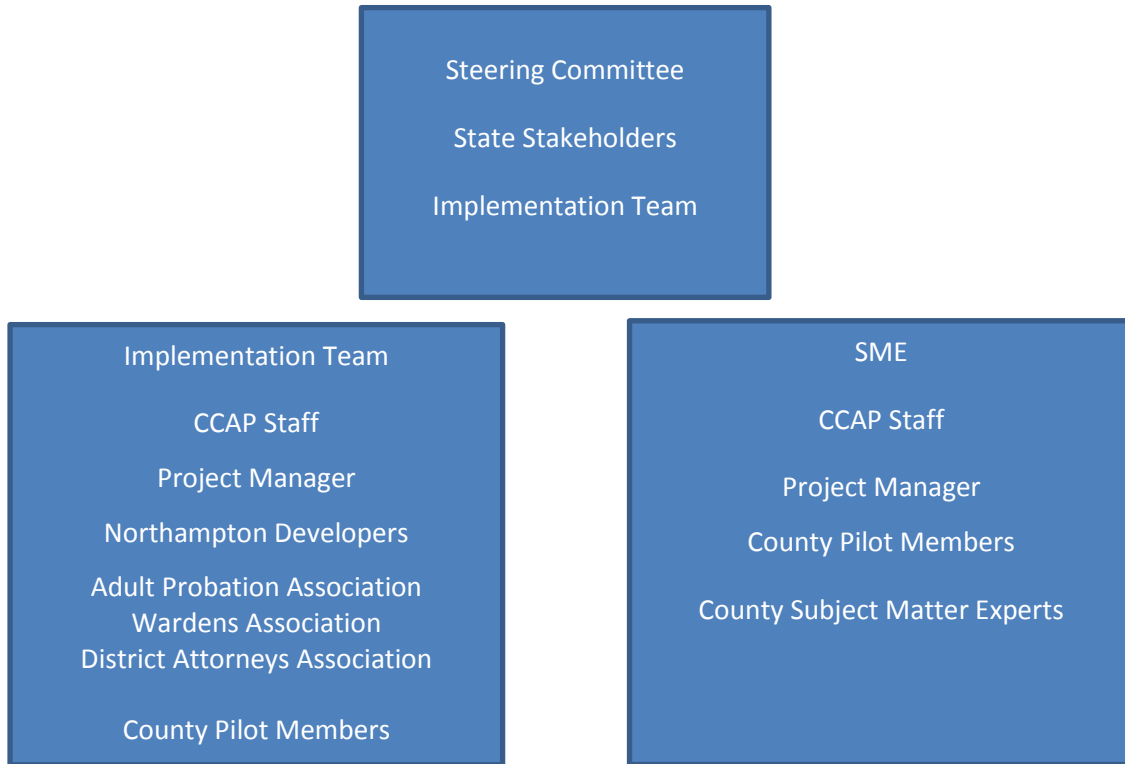 Steering Committee
State Stakeholders
Implementation Team
Implementation Team
CCAP Staff
Project Manager
Northampton Developers
Adult Probation Association
Wardens Association
District Attorneys Association
County Pilot Members
SME
CCAP Staff
Project Manager
County Pilot Members
County Subject Matter Experts